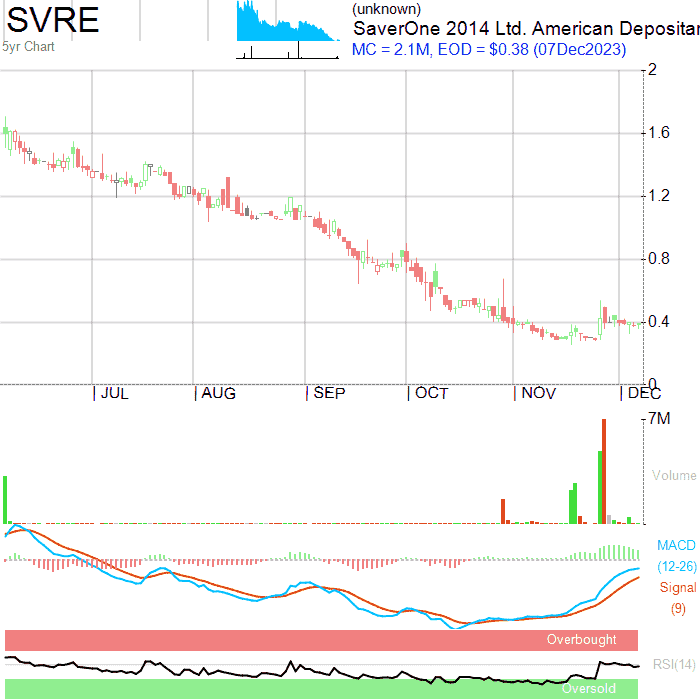 SVRE
(unknown)
SaverOne 2014 Ltd. American Depositar
5yr Chart
MC = 2.1M, EOD = $0.38 (07Dec2023)
2
1.6
1.2
0.8
0.4
0
JUL AUG SEP OCT NOV DEC
7M
Volume
MACD
(12-26)
Signal
(9)
Overbought
RSI(14)
Oversold